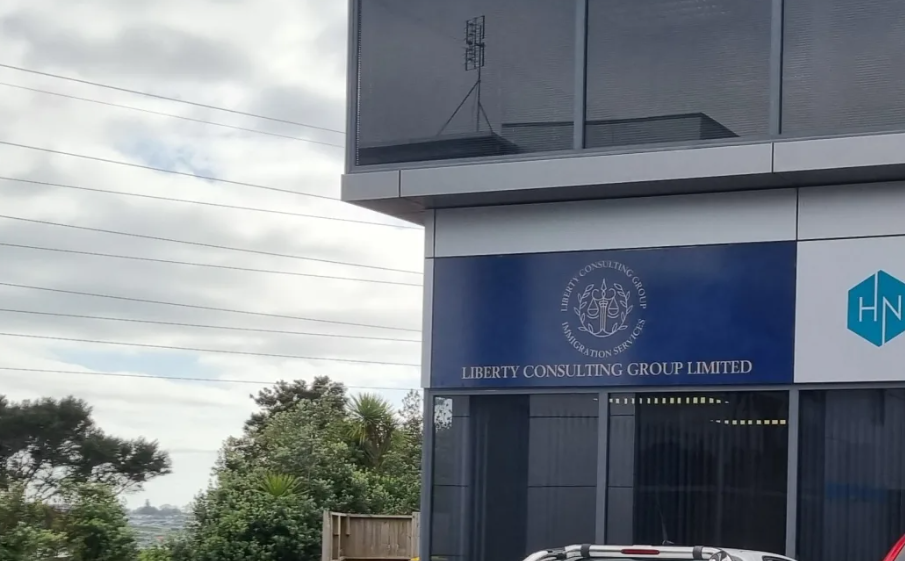 LIBERTY CONSULTING GROUP
IMMIGRATION SERVICES
LIBERTY CONSULTING GROUP LIMITED
HN